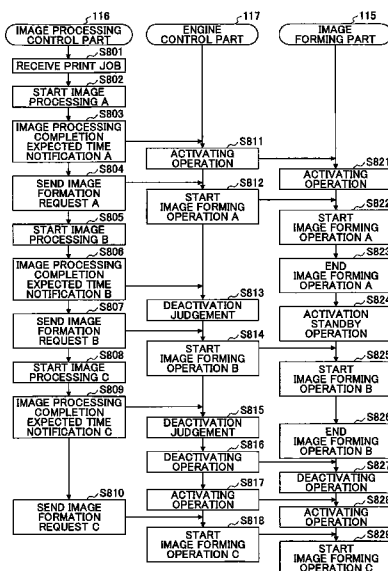 116
IMAGE PROCESSING
CONTROL PART
S801
RECEIVE PRINT JOB
S802
START IMAGE
PROCESSING A
S803
IMAGE PROCESSING
COMPLETION
EXPECTED TIME
NOTIFICATION A
S804
SEND IMAGE
FORMATION
REQUEST A
S805
START IMAGE
PROCESSING B
S806
IMAGE PROCESSING
COMPLETION
EXPECTED TIME
NOTIFICATION B
S807
SEND IMAGE
FORMATION
REQUEST B
S808
START IMAGE
PROCESSING C
S809
IMAGE PROCESSING
COMPLETION
EXPECTED TIME
NOTIFICATION C
S810
SEND IMAGE
FORMATION
REQUEST C
117
ENGINE
CONTROL PART
S811
ACTIVATING
OPERATION
S812
START
IMAGE FORMING
OPERATION A
S813
DEACTIVATION
JUDGEMENT
S814
START
IMAGE FORMING
OPERATION B
S815
DEACTIVATION
JUDGEMENT
S816
DEACTIVATING
OPERATION
S817
ACTIVATING
OPERATION
S818
START
IMAGE FORMING
OPERATION C
115
IMAGE
FORMING PART
S821
ACTIVATING
OPERATION
S822
START
IMAGE FORMING
OPERATION A
S823
END
IMAGE FORMING
OPERATION A
S824
ACTIVATION
STANDBY
OPERATION
S825
START
IMAGE FORMING
OPERATION B
S826
END
IMAGE FORMING
OPERATION B
S827
DEACTIVATING
OPERATION
S828
ACTIVATING
OPERATION
S829
START
IMAGE FORMING
OPERATION C